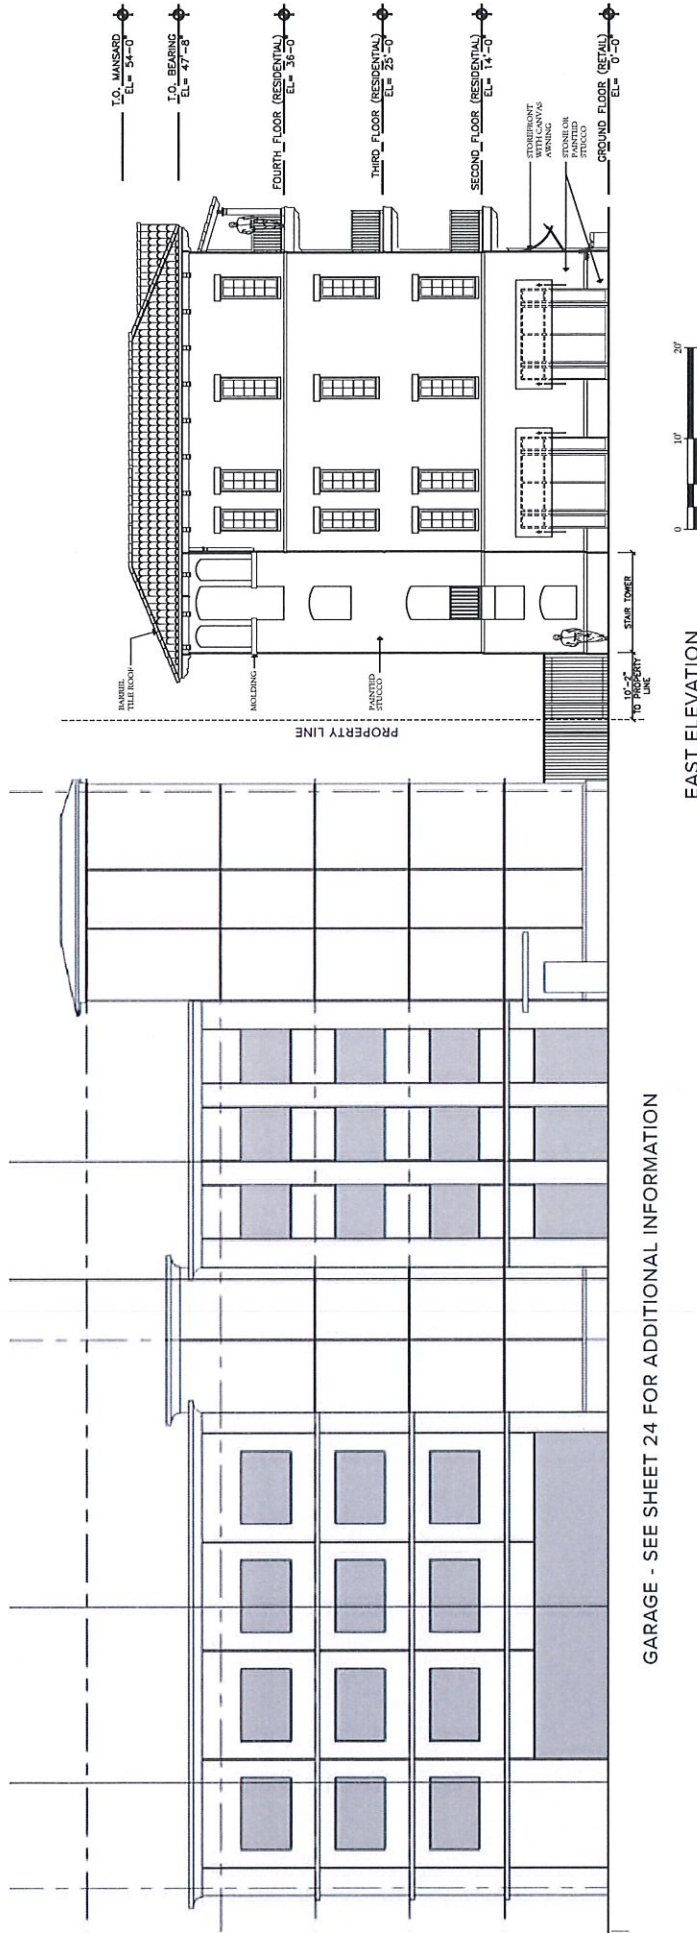 T.O. MANSARD
EL= 54'-0"
T.O. BEARING
EL= 47'-8"
FOURTH FLOOR (RESIDENTIAL)
EL= 36'-0"
THIRD FLOOR (RESIDENTIAL)
EL= 25'-0"
SECOND FLOOR (RESIDENTIAL)
EL= 14'-0"
GROUND FLOOR (RETAIL)
EL= 0'-0"
STOREFRONT
WITH CANVAS
AWNING
STONE OR
PAINTED
STUCCO
BARREL
TILE ROOF
MOLDING
PAINTED
STUCCO
PROPERTY LINE
10'-2"
TO PROPERTY
LINE
STAIR TOWER
0 10' 20'
EAST ELEVATION
GARAGE - SEE SHEET 24 FOR ADDITIONAL INFORMATION